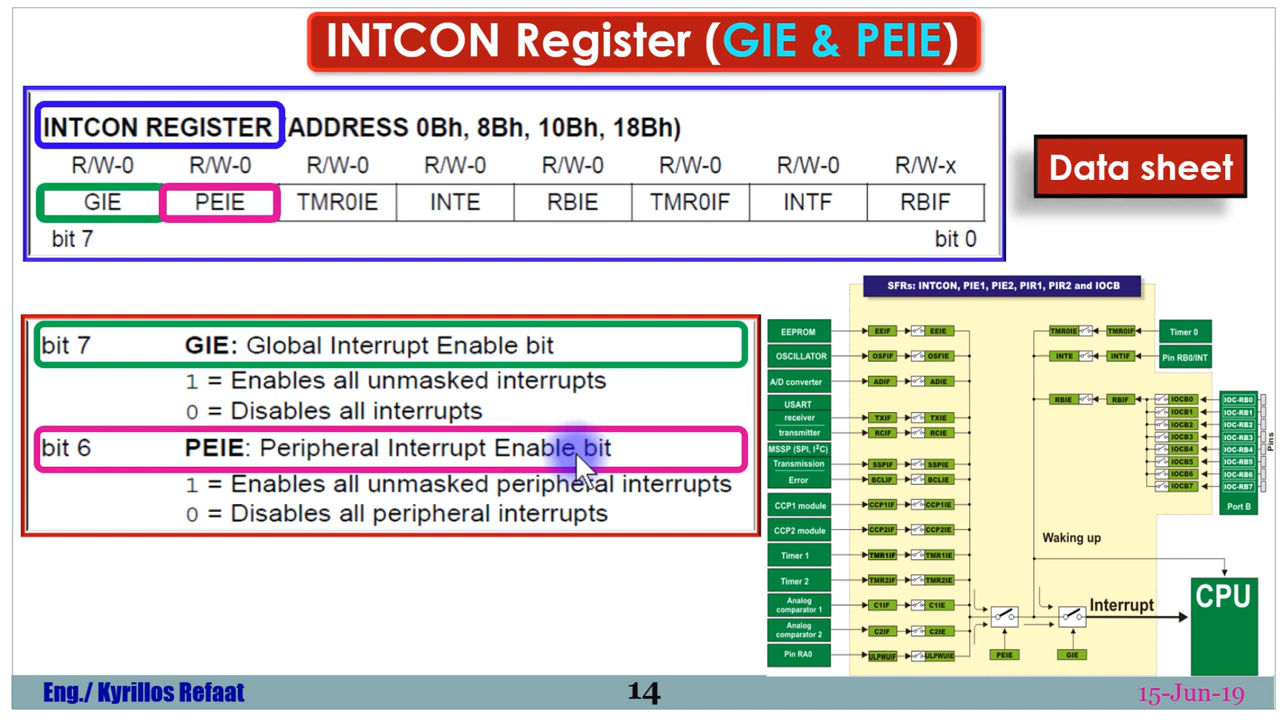 INTCON Register (GIE & PEIE)
INTCON REGISTER (ADDRESS 0Bh, 8Bh, 10Bh, 18Bh)
R/W-0 R/W-0 R/W-0 R/W-0 R/W-0 R/W-0 R/W-0 R/W-x
GIE PEIE TMR0IE INTE RBIE TMR0IF INTF RBIF
bit 7 bit 0
Data sheet
bit 7 GIE: Global Interrupt Enable bit
1 = Enables all unmasked interrupts
0 = Disables all interrupts
bit 6 PEIE: Peripheral Interrupt Enable bit
1 = Enables all unmasked peripheral interrupts
0 = Disables all peripheral interrupts
SFRs: INTCON, PIE1, PIE2, PIR1, PIR2 and IOCB
EEPROM EEIF EEIE
OSCILLATOR OSFIF OSFIE
A/D converter ADIF ADIE
USART
receiver TXIF TXIE
transmitter RCIF RCIE
MSSP (SPI, I²C)
Transmission SSPIF SSPIE
Error BCLIF BCLIE
CCP1 module CCP1IF CCP1IE
CCP2 module CCP2IF CCP2IE
Timer 1 TMR1IF TMR1IE
Timer 2 TMR2IF TMR2IE
Analog
comparator 1 C1IF C1IE
Analog
comparator 2 C2IF C2IE
Pin RA0 ULPWUIF ULPWUIE
TMR0IE TMR0IF Timer 0
INTE INTIF Pin RB0/INT
RBIE RBIF IOCB0 IOC-RB0
IOCB1 IOC-RB1
IOCB2 IOC-RB2
IOCB3 IOC-RB3
IOCB4 IOC-RB4
IOCB5 IOC-RB5
IOCB6 IOC-RB6
IOCB7 IOC-RB7
Pins
Port B
Waking up
Interrupt
CPU
PEIE GIE
Eng./ Kyrillos Refaat
14
15-Jun-19